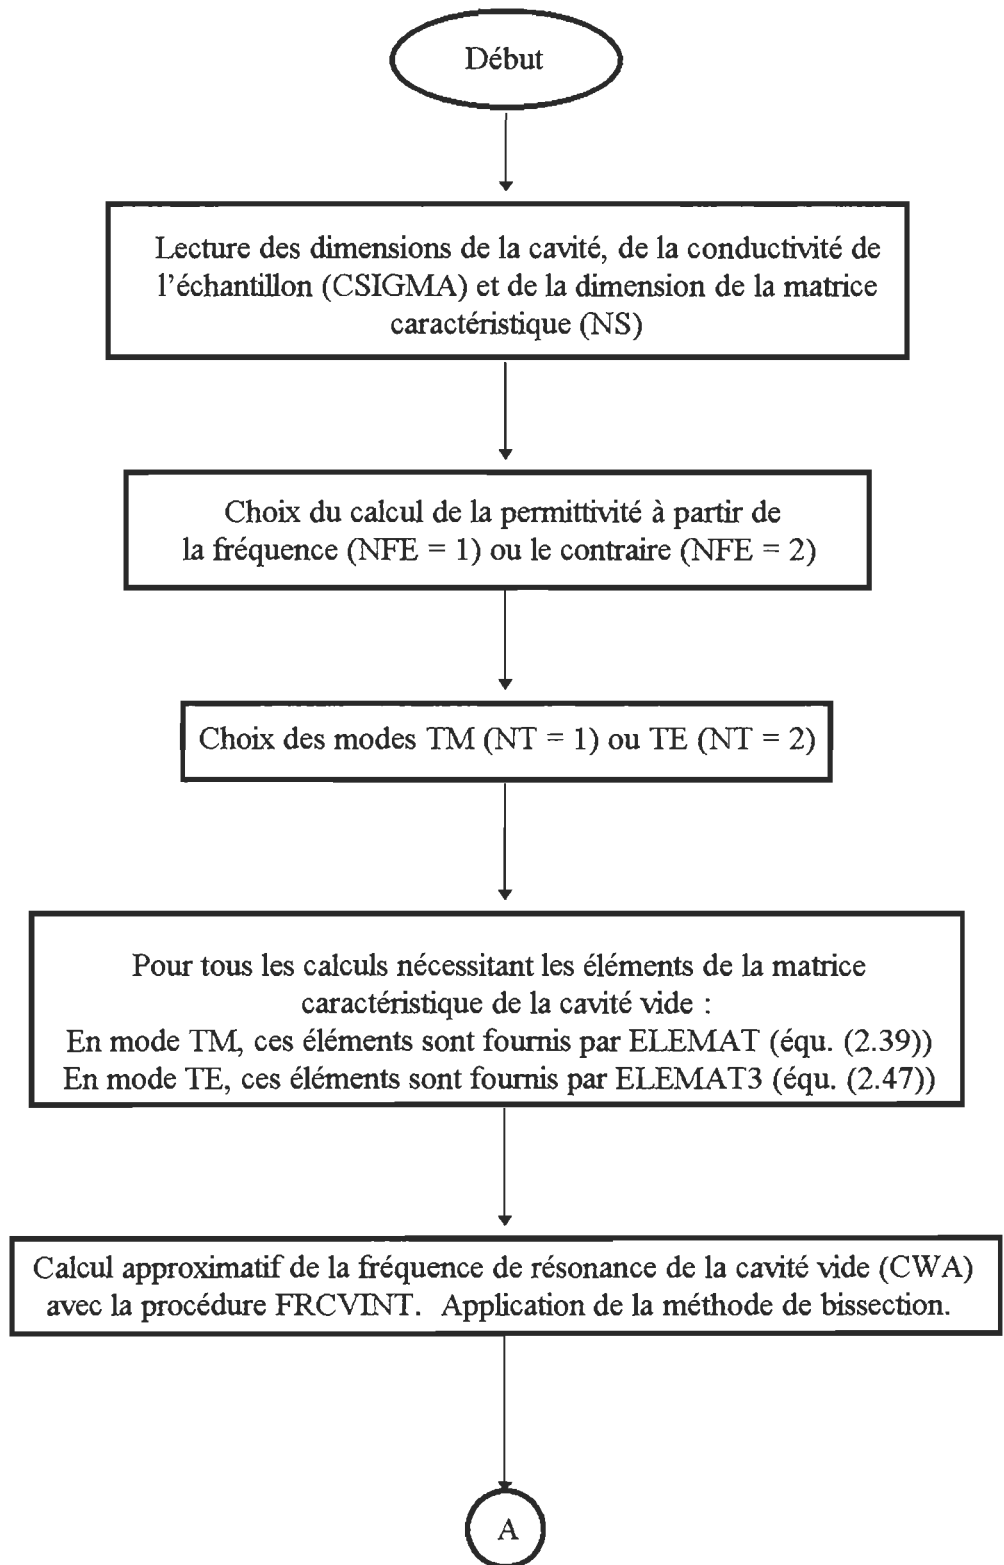 Début
Lecture des dimensions de la cavité, de la conductivité de
l'échantillon (CSIGMA) et de la dimension de la matrice
caractéristique (NS)
Choix du calcul de la permittivité à partir de
la fréquence (NFE = 1) ou le contraire (NFE = 2)
Choix des modes TM (NT = 1) ou TE (NT = 2)
Pour tous les calculs nécessitant les éléments de la matrice
caractéristique de la cavité vide :
En mode TM, ces éléments sont fournis par ELEMAT (équ. (2.39))
En mode TE, ces éléments sont fournis par ELEMAT3 (équ. (2.47))
Calcul approximatif de la fréquence de résonance de la cavité vide (CWA)
avec la procédure FRCVINT. Application de la méthode de bissection.
A